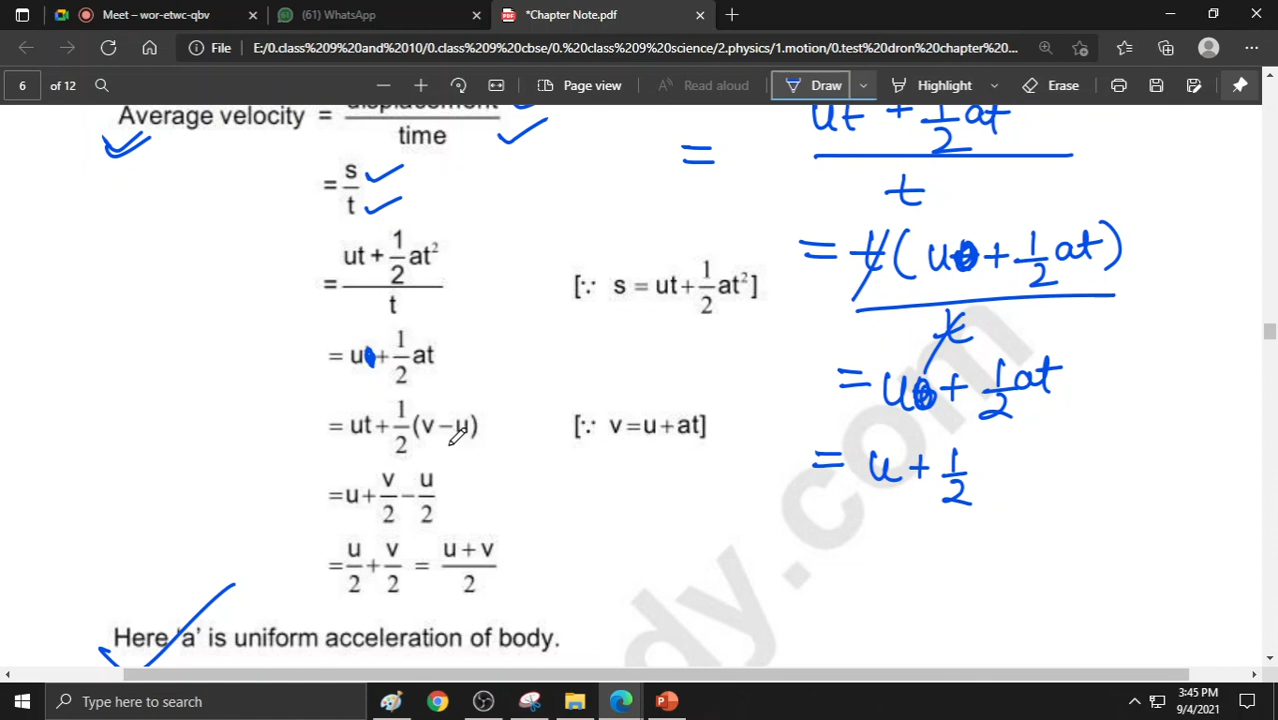 Meet – wor-etwc-qbv
(61) WhatsApp
*Chapter Note.pdf
File
E:/0.class%209%20and%2010/0.class%209%20cbse/0.%20class%209%20science/2.physics/1.motion/0.test%20dron%20chapter%20...
6 of 12
Page view
Read aloud
Draw
Highlight
Erase
Average velocity = displacement / time
= s/t
= (ut + 1/2 at²) / t [∵ s = ut + 1/2 at²]
= u + 1/2 at
= ut + 1/2 (v − u) [∵ v = u + at]
= u + v/2 − u/2
= u/2 + v/2 = (u + v)/2
Here 'a' is uniform acceleration of body.
= (ut + 1/2 at) / t
= t(u + 1/2 at) / t
= u + 1/2 at
= u + 1/2
dy.com
Type here to search
3:45 PM
9/4/2021